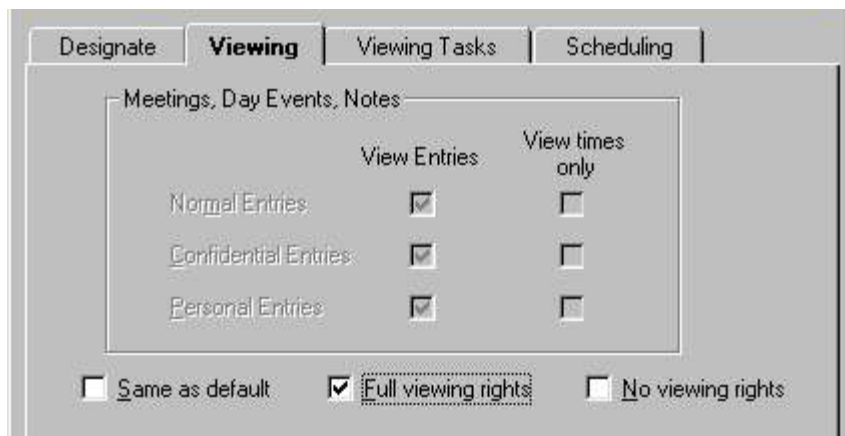 Designate Viewing Viewing Tasks Scheduling
Meetings, Day Events, Notes
View Entries View times only
Normal Entries
Confidential Entries
Personal Entries
Same as default Full viewing rights No viewing rights